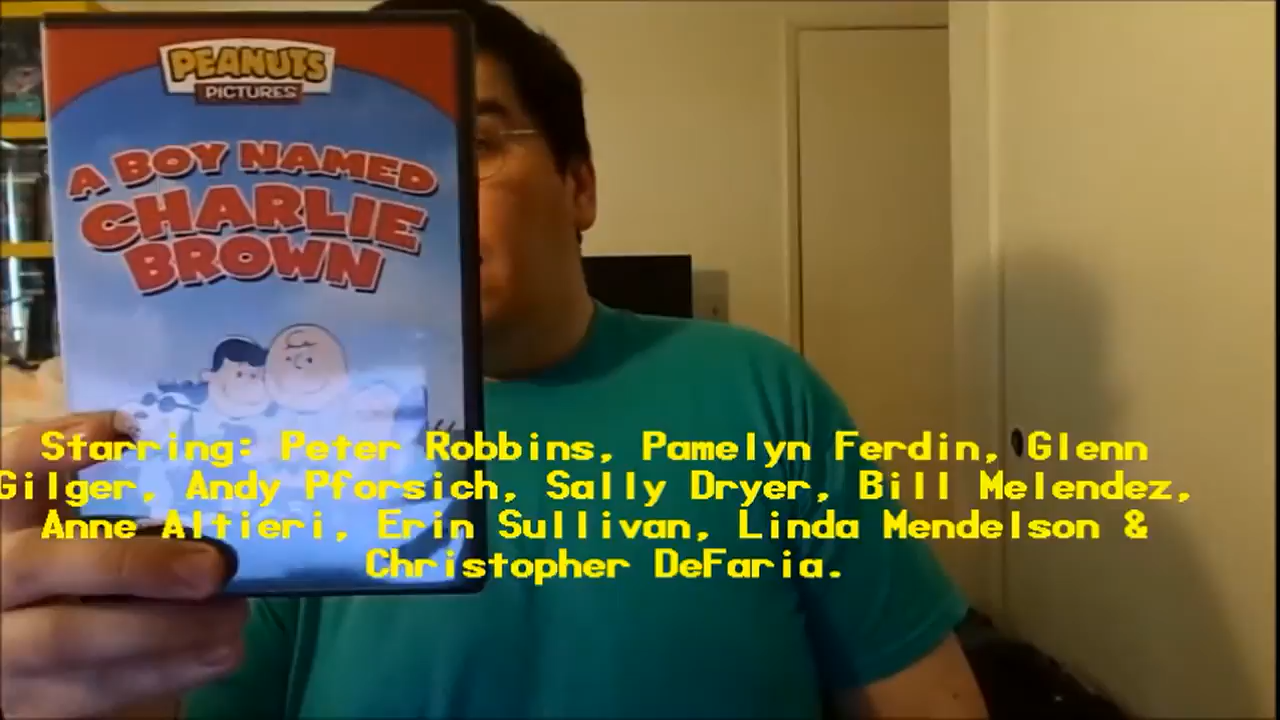 PEANUTS
PICTURES
A BOY NAMED
CHARLIE
BROWN
Starring: Peter Robbins, Pamelyn Ferdin, Glenn
Gilger, Andy Pforsich, Sally Dryer, Bill Melendez,
Anne Altieri, Erin Sullivan, Linda Mendelson &
Christopher DeFaria.